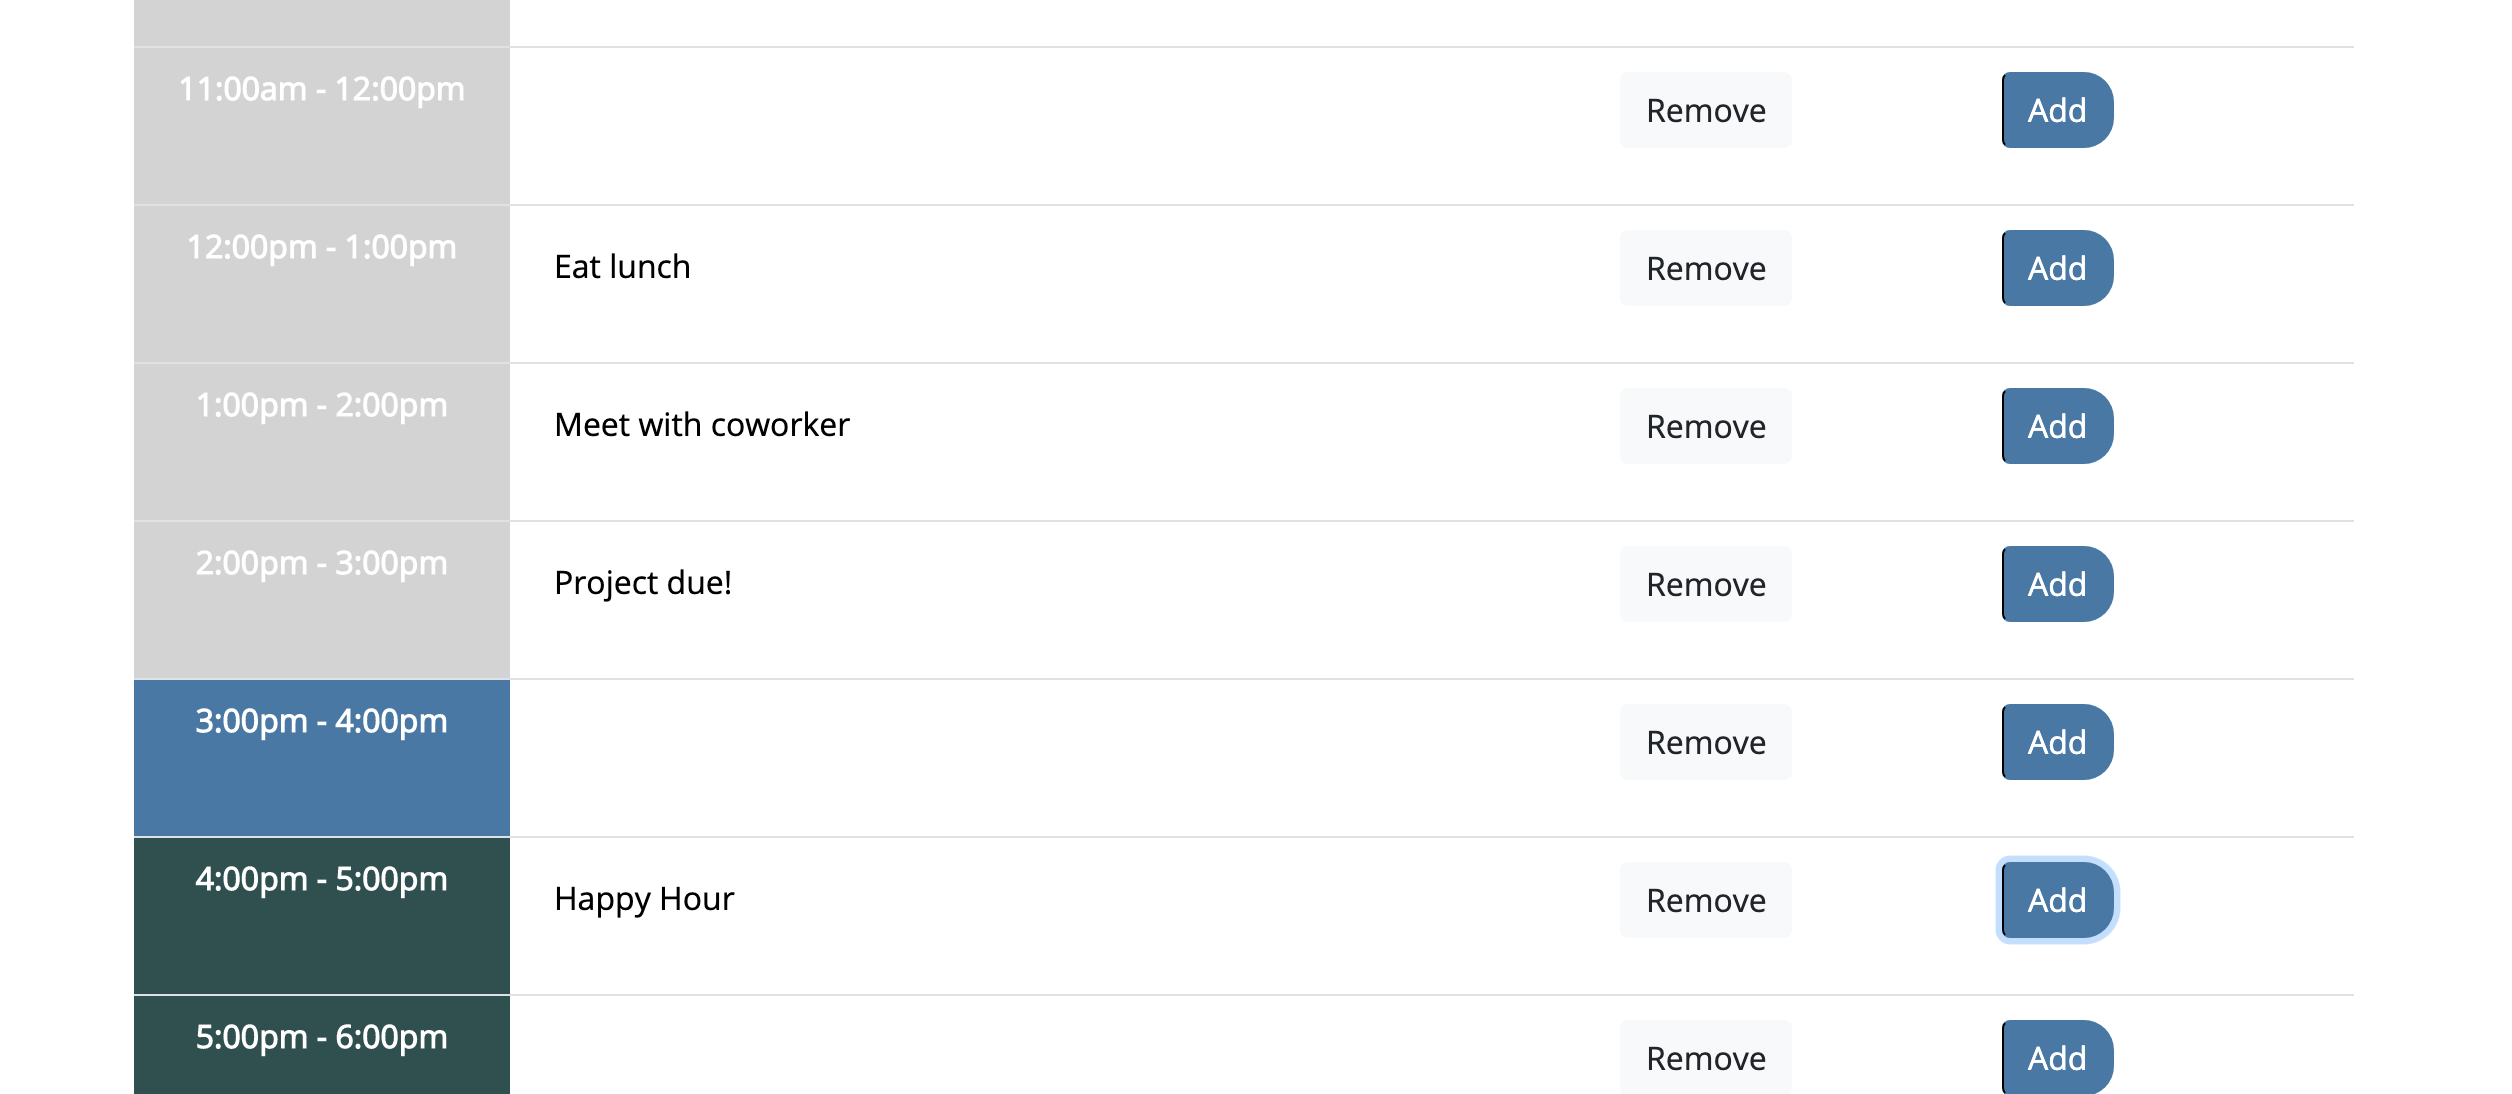 11:00am - 12:00pm Remove Add
12:00pm - 1:00pm Eat lunch Remove Add
1:00pm - 2:00pm Meet with coworker Remove Add
2:00pm - 3:00pm Project due! Remove Add
3:00pm - 4:00pm Remove Add
4:00pm - 5:00pm Happy Hour Remove Add
5:00pm - 6:00pm Remove Add